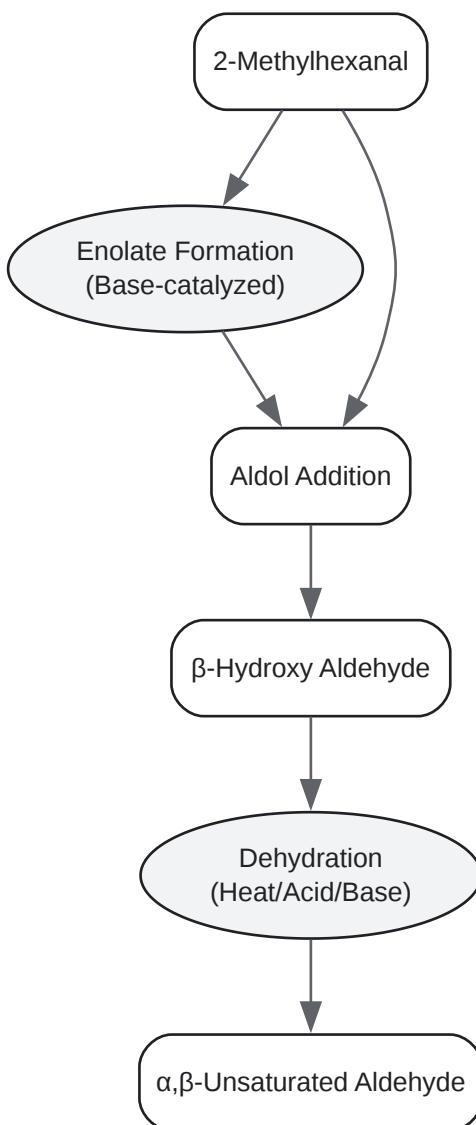 2-Methylhexanal
Enolate Formation
(Base-catalyzed)
Aldol Addition
β-Hydroxy Aldehyde
Dehydration
(Heat/Acid/Base)
α,β-Unsaturated Aldehyde